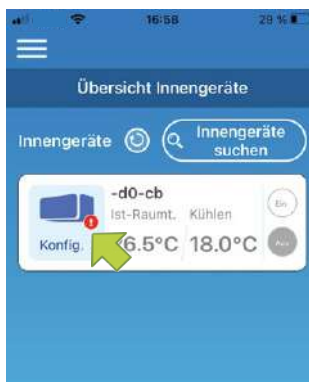 16:58 29 %
Übersicht Innengeräte
Innengeräte
Innengeräte
suchen
-d0-cb
Ist-Raumt. Kühlen
Ein
6.5°C 18.0°C
Konfig.
Aus